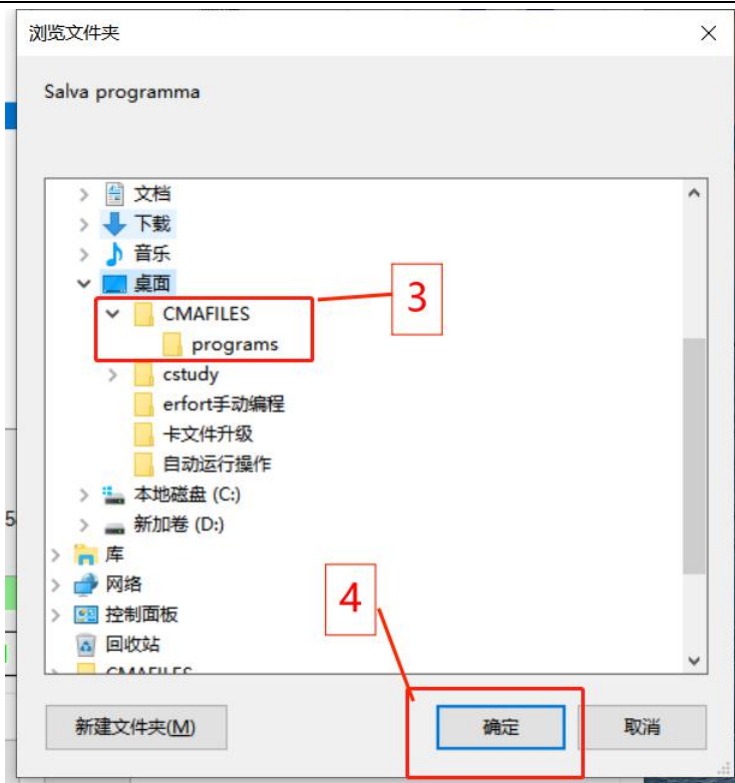 浏览文件夹
Salva programma
文档
下载
音乐
桌面
CMAFILES
3
programs
cstudy
erfort手动编程
卡文件升级
自动运行操作
本地磁盘 (C:)
5
新加卷 (D:)
库
网络
4
控制面板
回收站
CMAFILES
新建文件夹(M)
确定
取消